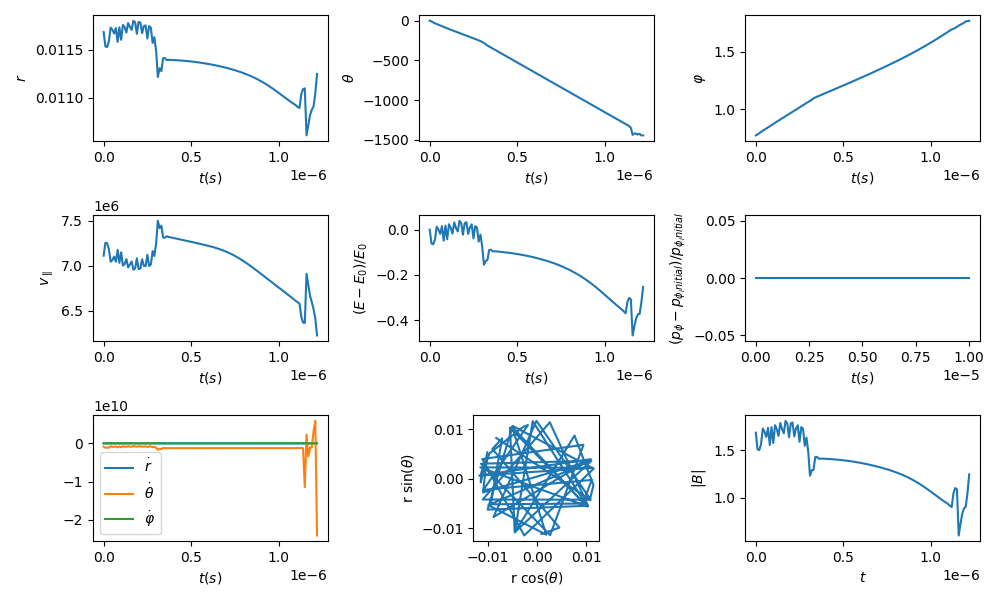 r
0.0115
0.0110
0.0
0.5
1.0
1e−6
t(s)
θ
0
−500
−1000
−1500
0.0
0.5
1.0
1e−6
t(s)
φ
1.5
1.0
0.0
0.5
1.0
1e−6
t(s)
1e6
v∥
7.5
7.0
6.5
0.0
0.5
1.0
1e−6
t(s)
(E − E₀)/E₀
0.0
−0.2
−0.4
0.0
0.5
1.0
1e−6
t(s)
(pϕ − pϕᵢnitial)/pϕᵢnitial
0.05
0.00
−0.05
0.00
0.25
0.50
0.75
1.00
1e−5
t(s)
1e10
0
−1
−2
ṙ
θ̇
φ̇
0.0
0.5
1.0
1e−6
t(s)
r sin(θ)
0.01
0.00
−0.01
−0.01
0.00
0.01
r cos(θ)
|B|
1.5
1.0
0.0
0.5
1.0
1e−6
t